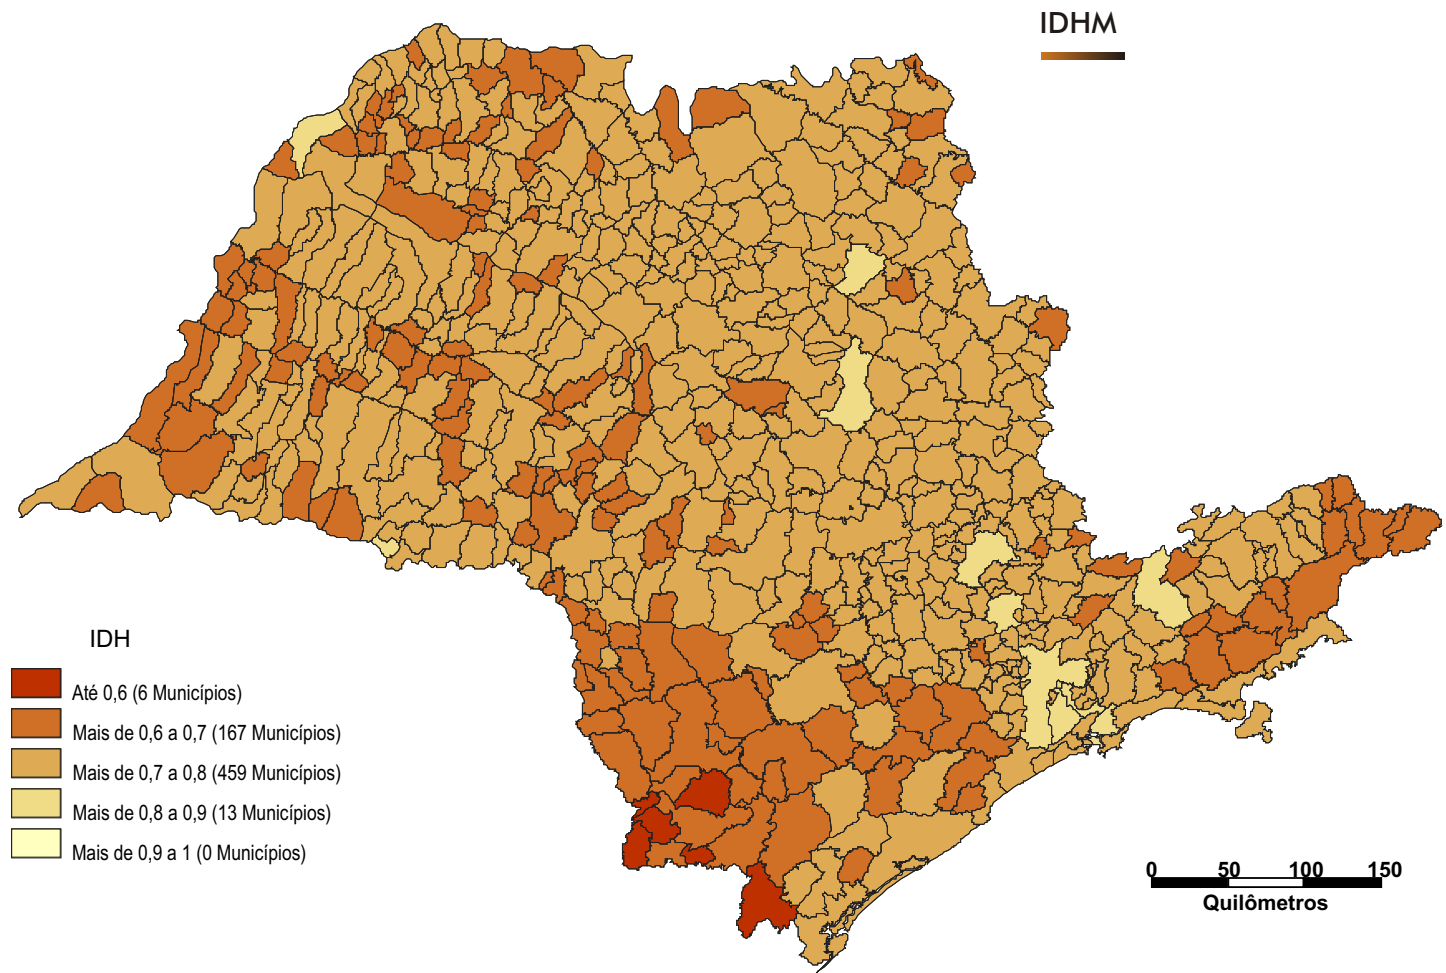 IDHM
IDH
Até 0,6 (6 Municípios)
Mais de 0,6 a 0,7 (167 Municípios)
Mais de 0,7 a 0,8 (459 Municípios)
Mais de 0,8 a 0,9 (13 Municípios)
Mais de 0,9 a 1 (0 Municípios)
0 50 100 150
Quilômetros